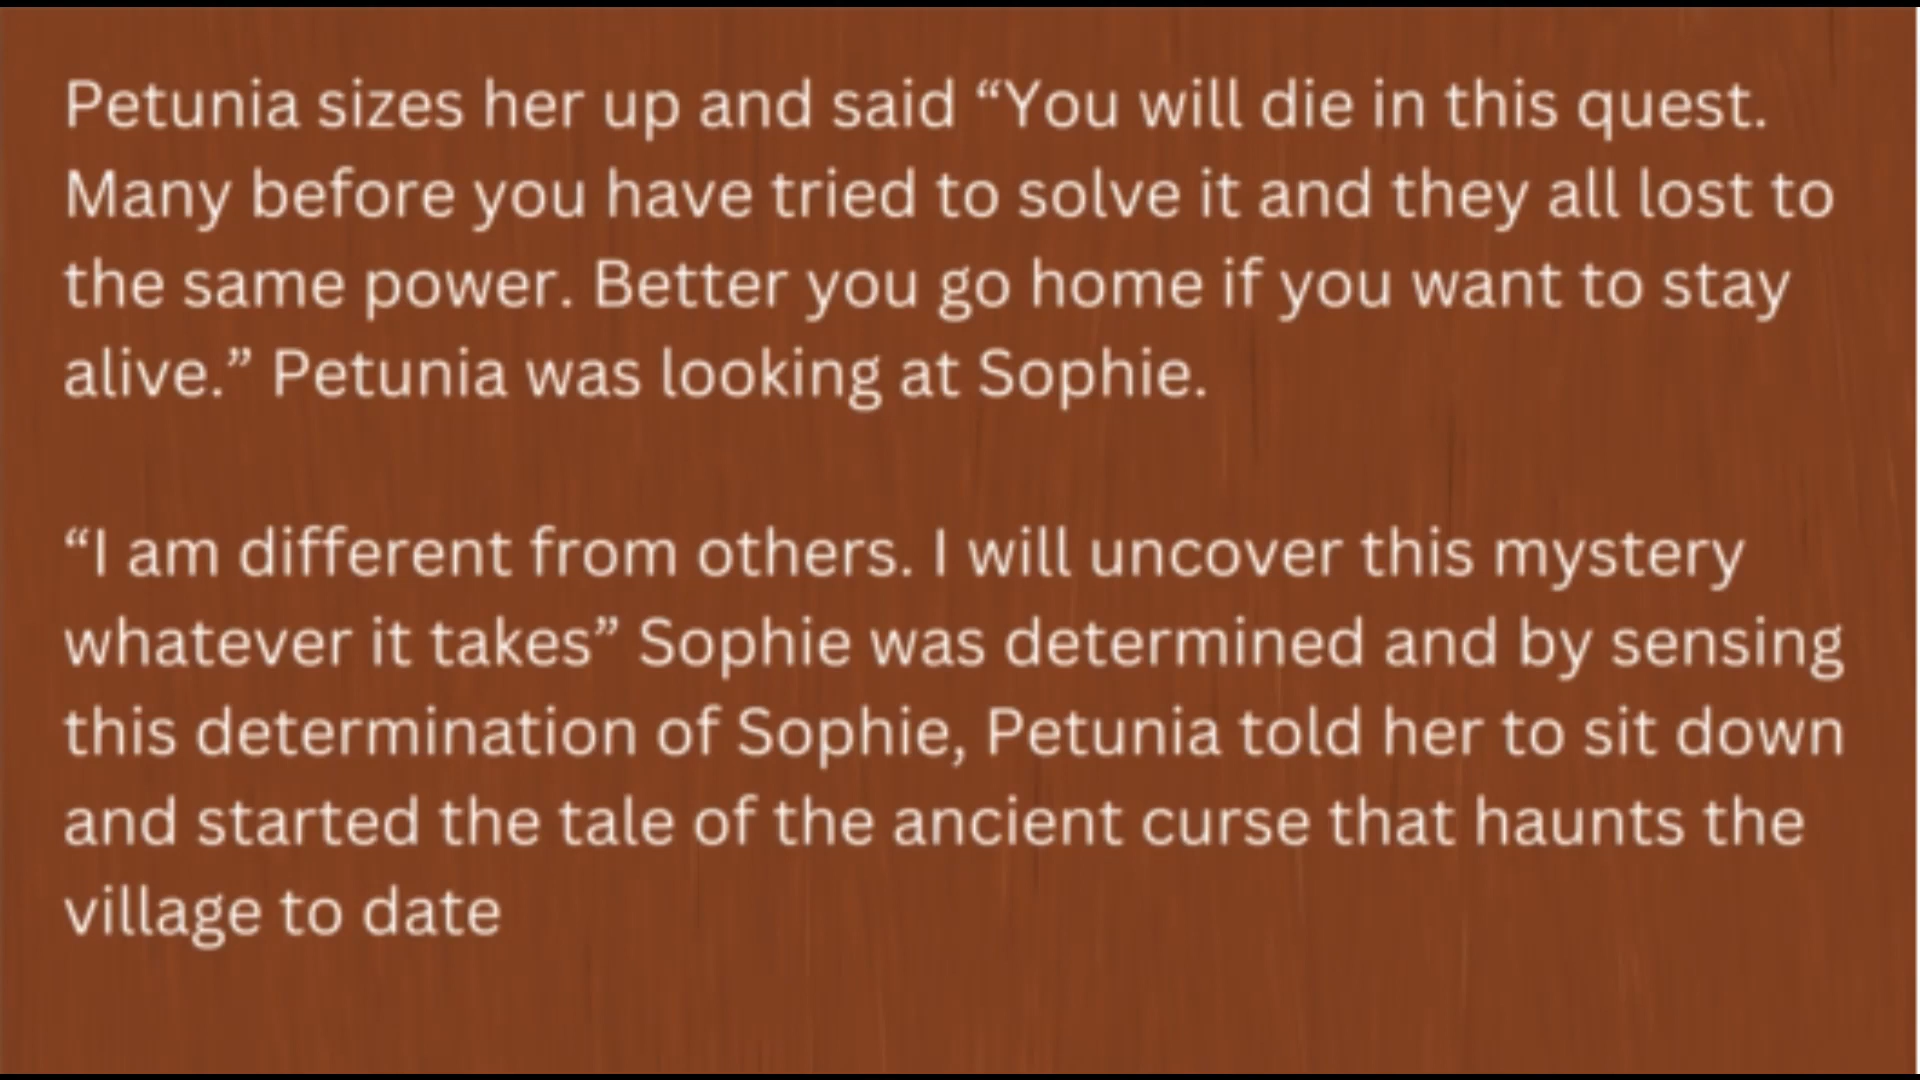 Petunia sizes her up and said “You will die in this quest.
Many before you have tried to solve it and they all lost to
the same power. Better you go home if you want to stay
alive.” Petunia was looking at Sophie.
“I am different from others. I will uncover this mystery
whatever it takes” Sophie was determined and by sensing
this determination of Sophie, Petunia told her to sit down
and started the tale of the ancient curse that haunts the
village to date